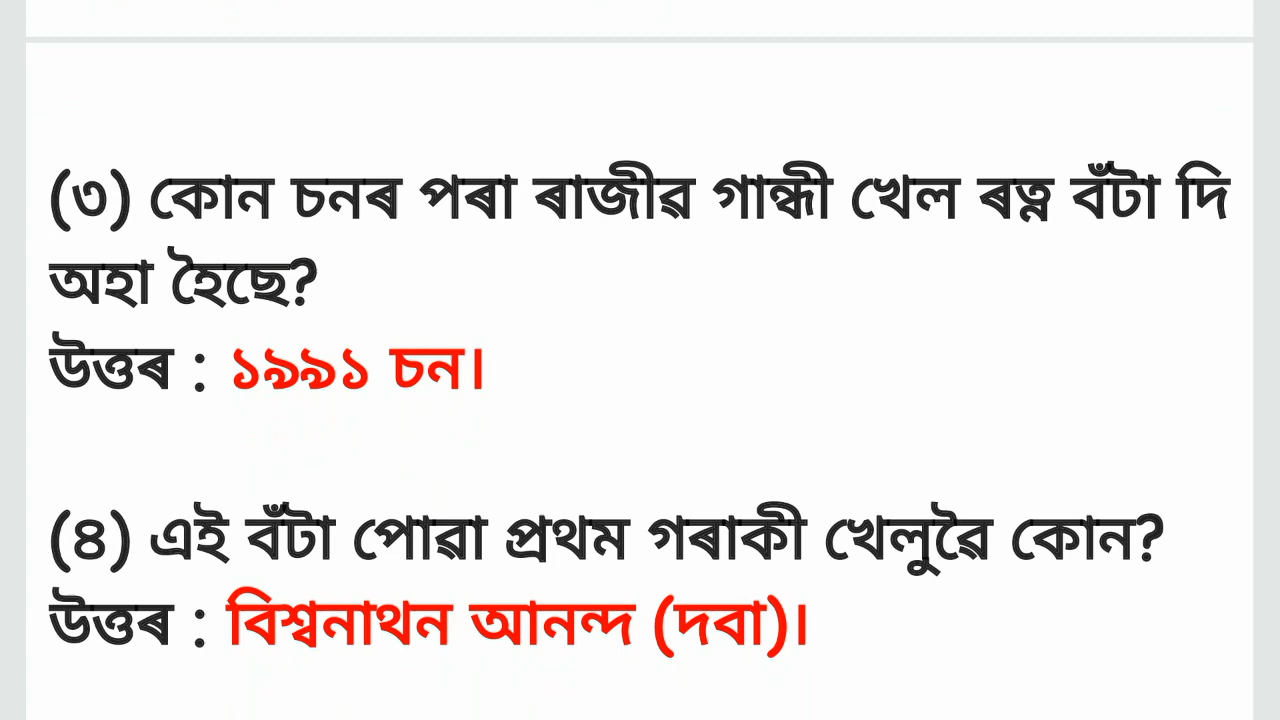 (৩) কোন চনৰ পৰা ৰাজীৱ গান্ধী খেল ৰত্ন বঁটা দি
অহা হৈছে?
উত্তৰ : ১৯৯১ চন।
(৪) এই বঁটা পোৱা প্ৰথম গৰাকী খেলুৱৈ কোন?
উত্তৰ : বিশ্বনাথন আনন্দ (দবা)।